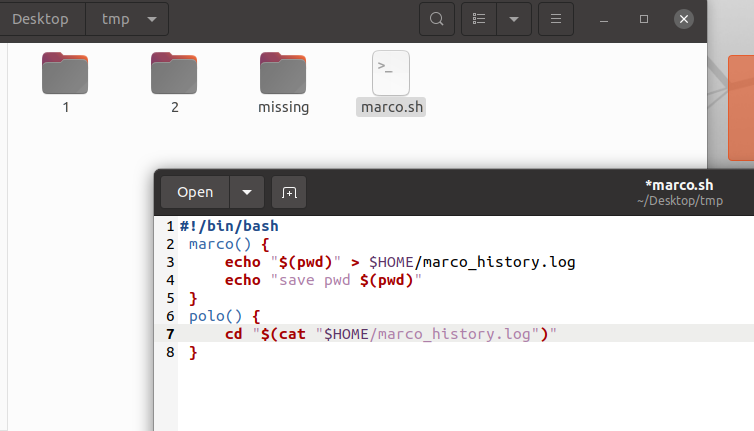 Desktop tmp
1 2 missing marco.sh
>_
Open *marco.sh
~/Desktop/tmp
1 #!/bin/bash
2 marco() {
3     echo "$(pwd)" > $HOME/marco_history.log
4     echo "save pwd $(pwd)"
5 }
6 polo() {
7     cd "$(cat "$HOME/marco_history.log")"
8 }